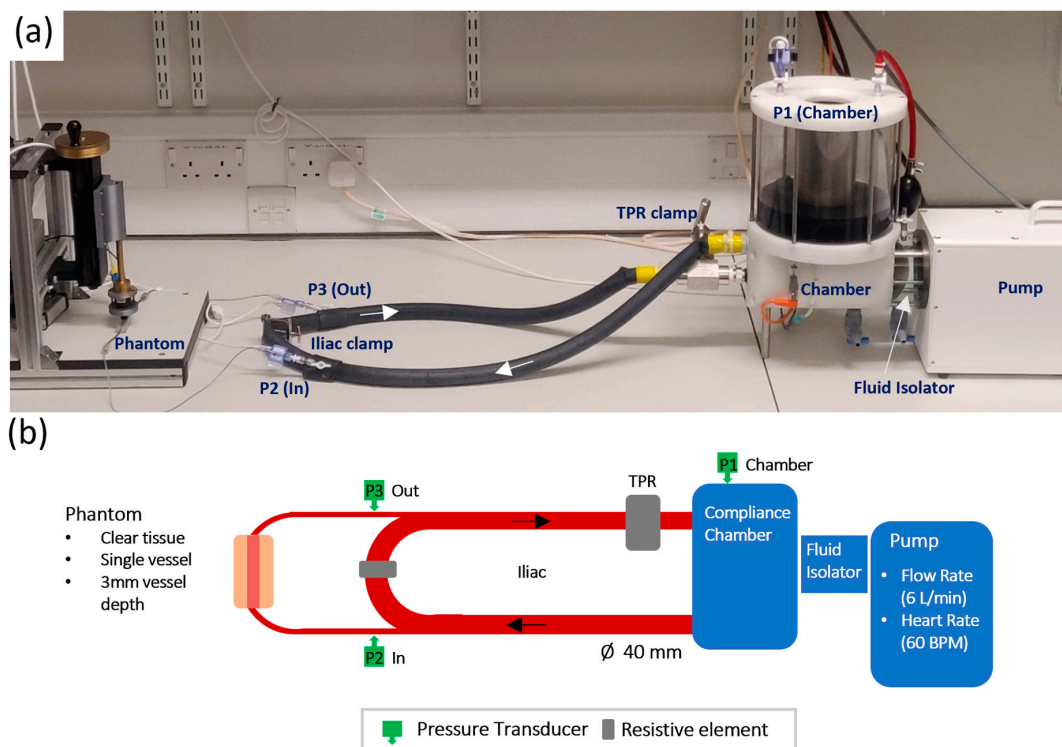 (a)
P1 (Chamber)
TPR clamp
P3 (Out)
Chamber
Pump
Phantom
Iliac clamp
P2 (In)
Fluid Isolator
(b)
P1 Chamber
P3 Out
TPR
Phantom
• Clear tissue
• Single vessel
• 3mm vessel
depth
Compliance
Chamber
Fluid
Isolator
Pump
• Flow Rate
(6 L/min)
• Heart Rate
(60 BPM)
Iliac
P2 In
Ø 40 mm
Pressure Transducer
Resistive element